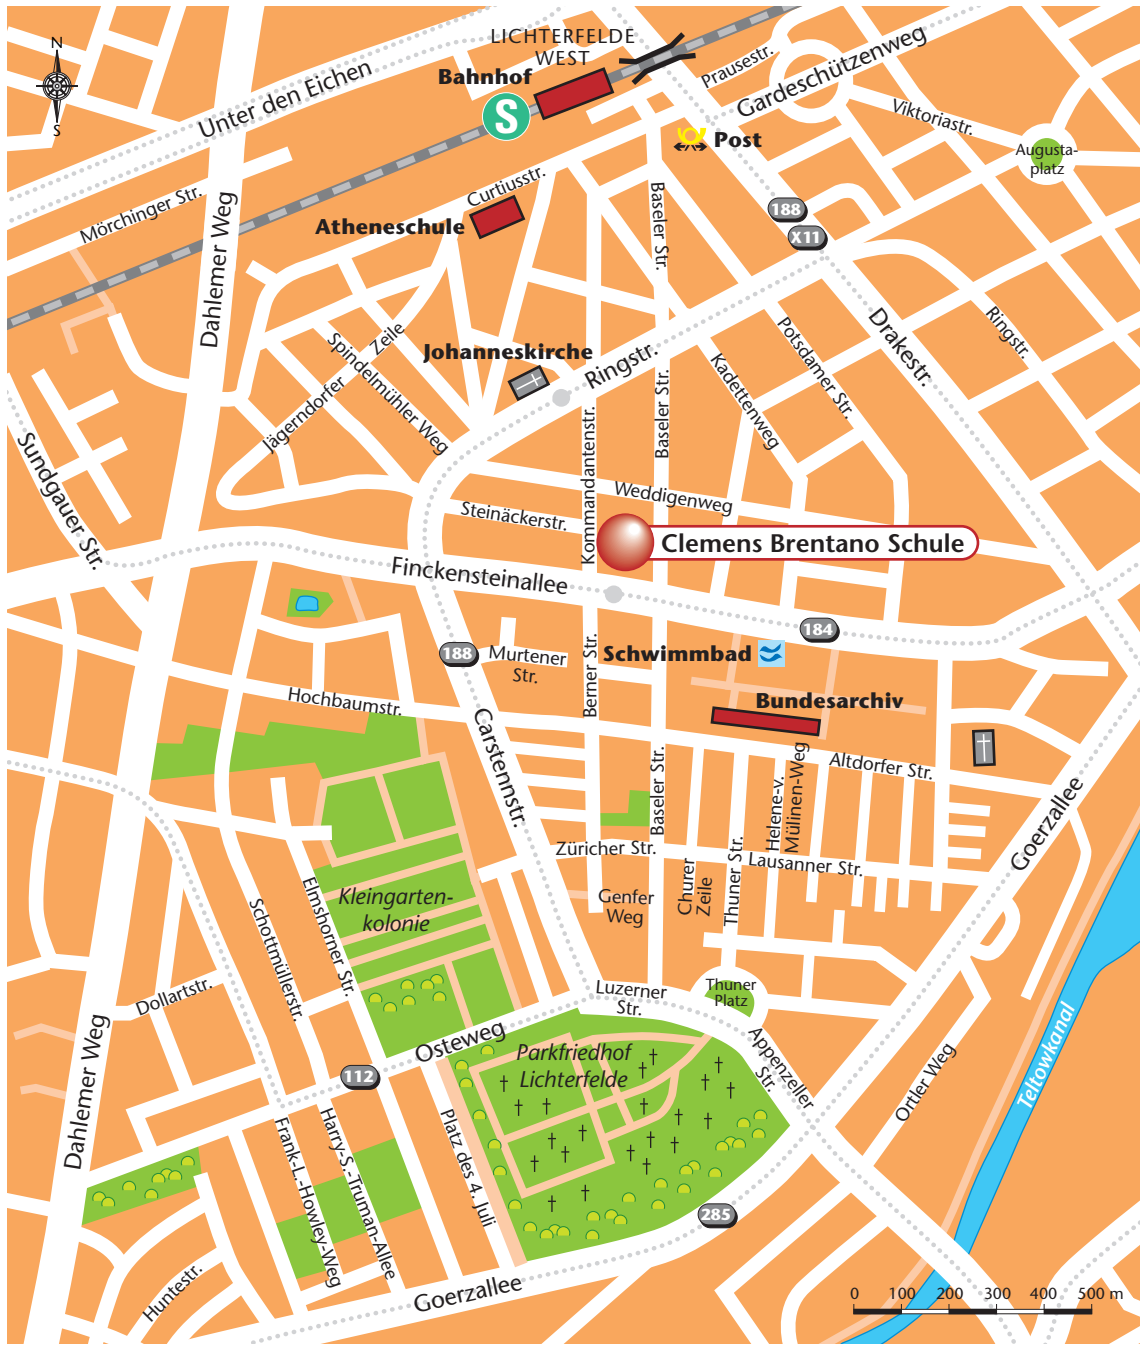 N
S
LICHTERFELDE
WEST
Bahnhof
S
Unter den Eichen
Prausestr.
Gardeschützenweg
Viktoriastr.
Augusta-
platz
Post
Mörchinger Str.
Curtiusstr.
Atheneschule
Baseler Str.
188
X11
Dahlemer Weg
Drakestr.
Ringstr.
Potsdamer Str.
Jägerndorfer
Zeile
Spindelmühler Weg
Johanneskirche
Ringstr.
Kadettenweg
Baseler Str.
Kommandantenstr.
Sundgauer Str.
Weddigenweg
Steinäckerstr.
Clemens Brentano Schule
Finckensteinallee
184
188
Murtener
Str.
Berner Str.
Schwimmbad
Bundesarchiv
Hochbaumstr.
Carstennstr.
Altdorfer Str.
Baseler Str.
Helene-v.
Mülinen-Weg
Goerzallee
Züricher Str.
Lausanner Str.
Churer
Zeile
Thuner Str.
Genfer
Weg
Kleingarten-
kolonie
Elmshorner Str.
Schottmüllerstr.
Dollartstr.
Luzerner
Str.
Thuner
Platz
Appenzeller
Str.
Osteweg
Parkfriedhof
Lichterfelde
Ortler Weg
Teltowkanal
Dahlemer Weg
112
Platz des 4. Juli
Harry-S.-Truman-Allee
Frank-L.-Howley-Weg
285
Huntestr.
Goerzallee
0 100 200 300 400 500 m